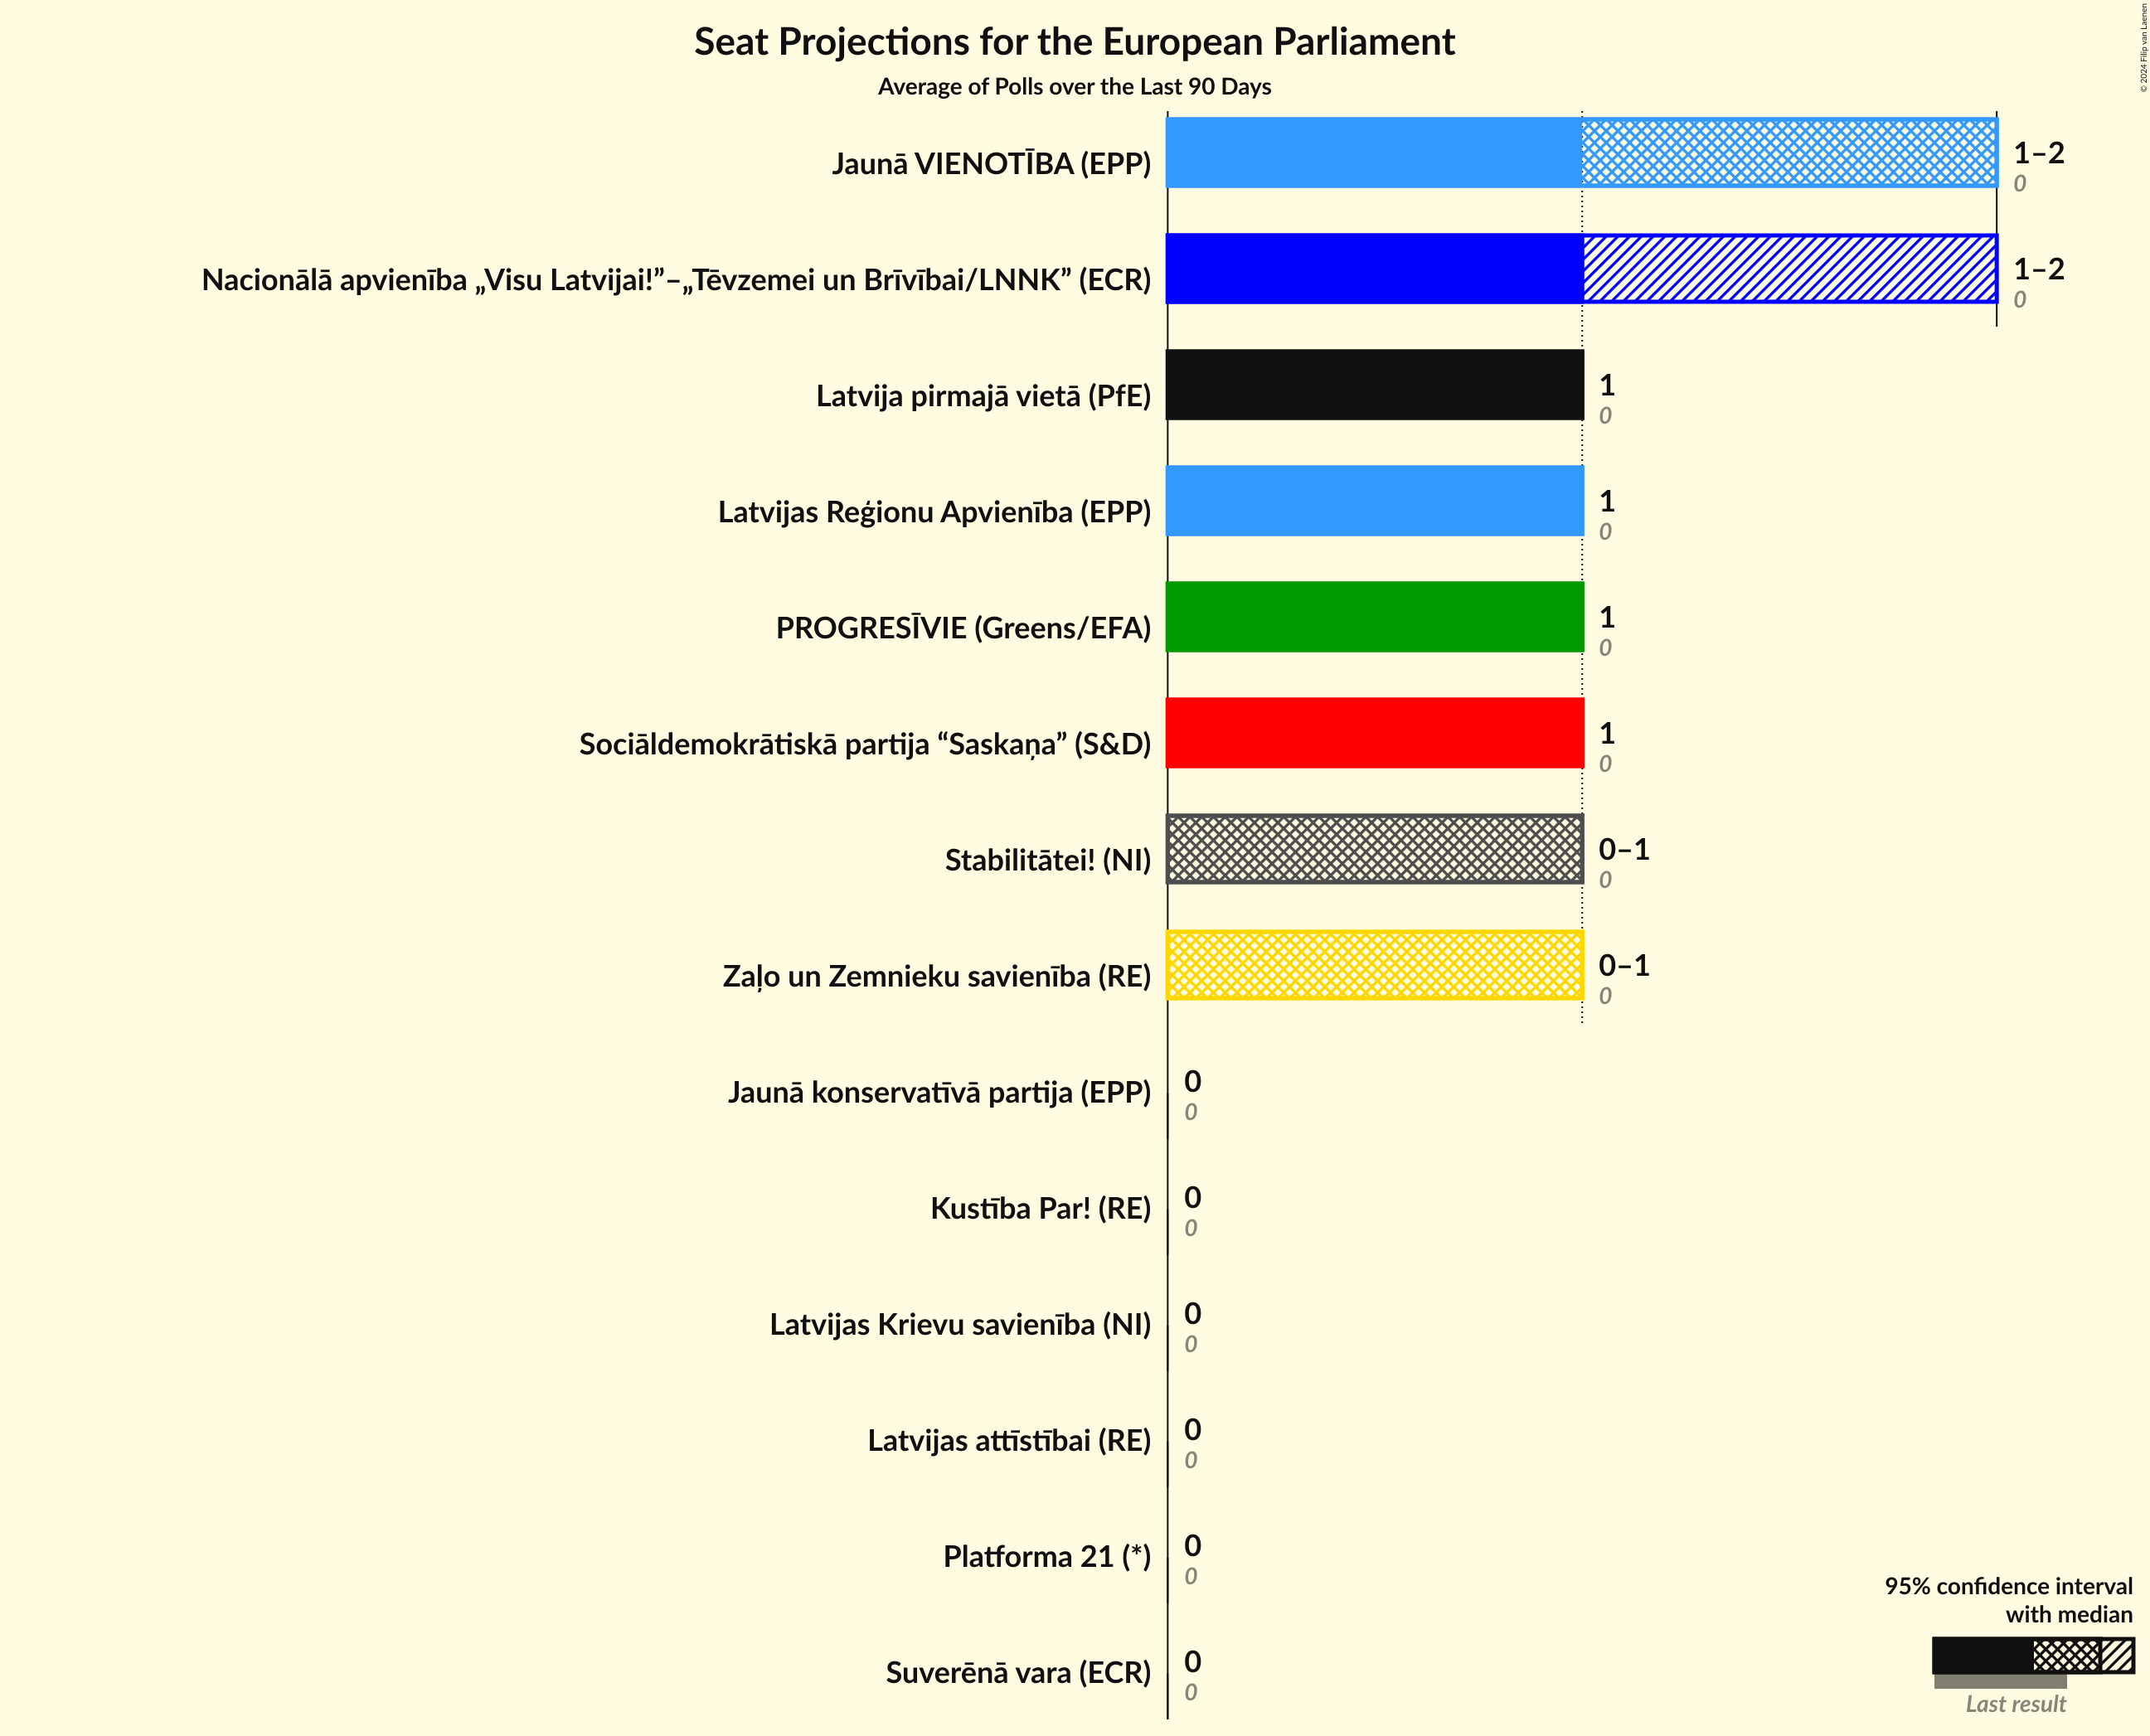 Seat Projections for the European Parliament
Average of Polls over the Last 90 Days
© 2024 Filip van Laenen
Jaunā VIENOTĪBA (EPP)
1–2
0
Nacionālā apvienība „Visu Latvijai!”–„Tēvzemei un Brīvībai/LNNK” (ECR)
1–2
0
Latvija pirmajā vietā (PfE)
1
0
Latvijas Reģionu Apvienība (EPP)
1
0
PROGRESĪVIE (Greens/EFA)
1
0
Sociāldemokrātiskā partija “Saskaņa” (S&D)
1
0
Stabilitātei! (NI)
0–1
0
Zaļo un Zemnieku savienība (RE)
0–1
0
Jaunā konservatīvā partija (EPP)
0
0
Kustība Par! (RE)
0
0
Latvijas Krievu savienība (NI)
0
0
Latvijas attīstībai (RE)
0
0
Platforma 21 (*)
0
0
Suverēnā vara (ECR)
0
0
95% confidence interval
with median
Last result